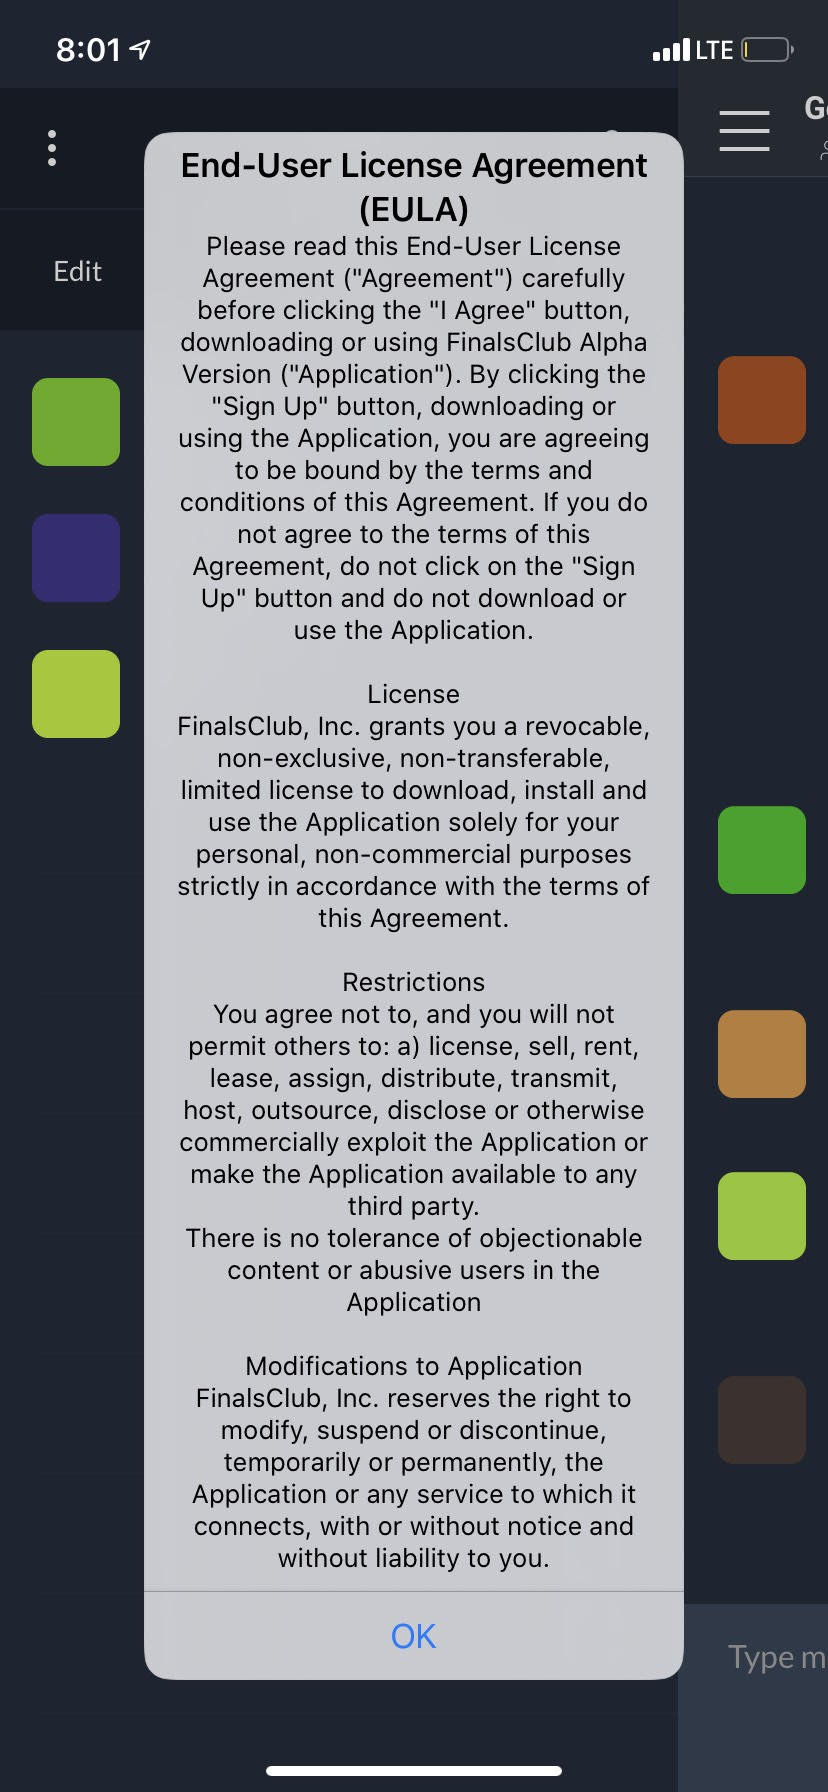 8:01
LTE
Ge
Edit
End-User License Agreement
(EULA)
Please read this End-User License
Agreement ("Agreement") carefully
before clicking the "I Agree" button,
downloading or using FinalsClub Alpha
Version ("Application"). By clicking the
"Sign Up" button, downloading or
using the Application, you are agreeing
to be bound by the terms and
conditions of this Agreement. If you do
not agree to the terms of this
Agreement, do not click on the "Sign
Up" button and do not download or
use the Application.
License
FinalsClub, Inc. grants you a revocable,
non-exclusive, non-transferable,
limited license to download, install and
use the Application solely for your
personal, non-commercial purposes
strictly in accordance with the terms of
this Agreement.
Restrictions
You agree not to, and you will not
permit others to: a) license, sell, rent,
lease, assign, distribute, transmit,
host, outsource, disclose or otherwise
commercially exploit the Application or
make the Application available to any
third party.
There is no tolerance of objectionable
content or abusive users in the
Application
Modifications to Application
FinalsClub, Inc. reserves the right to
modify, suspend or discontinue,
temporarily or permanently, the
Application or any service to which it
connects, with or without notice and
without liability to you.
OK
Type m